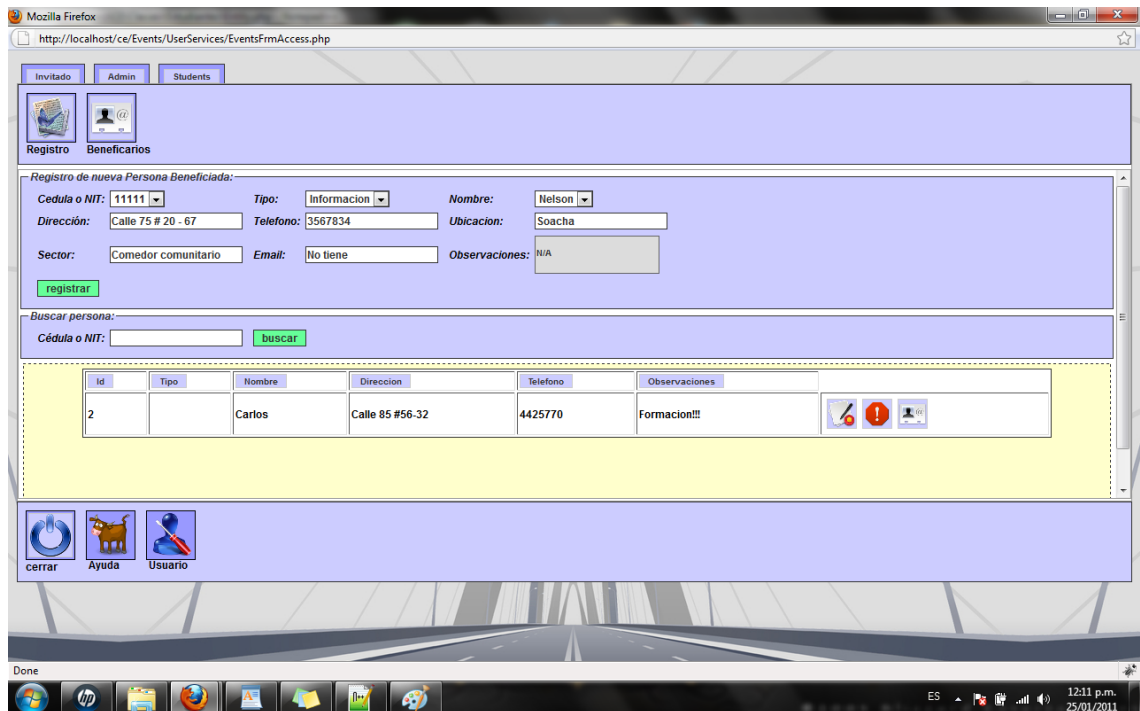 Mozilla Firefox
http://localhost/ce/Events/UserServices/EventsFrmAccess.php
Invitado Admin Students
Registro Beneficarios
Registro de nueva Persona Beneficiada:
Cedula o NIT: 11111 Tipo: Informacion Nombre: Nelson
Dirección: Calle 75 # 20 - 67 Telefono: 3567834 Ubicacion: Soacha
Sector: Comedor comunitario Email: No tiene Observaciones: N/A
registrar
Buscar persona:
Cédula o NIT: buscar
Id Tipo Nombre Direccion Telefono Observaciones
2 Carlos Calle 85 #56-32 4425770 Formacion!!!
cerrar Ayuda Usuario
Done
ES 12:11 p.m.
25/01/2011